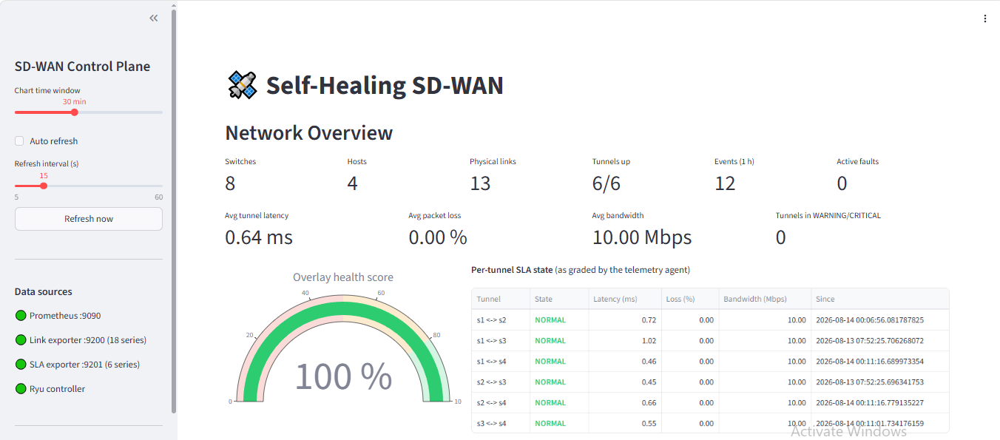 SD-WAN Control Plane
Chart time window
30 min
Auto refresh
Refresh interval (s)
15
5 60
Refresh now
Data sources
Prometheus :9090
Link exporter :9200 (18 series)
SLA exporter :9201 (6 series)
Ryu controller
Self-Healing SD-WAN
Network Overview
Switches Hosts Physical links Tunnels up Events (1 h) Active faults
8 4 13 6/6 12 0
Avg tunnel latency Avg packet loss Avg bandwidth Tunnels in WARNING/CRITICAL
0.64 ms 0.00 % 10.00 Mbps 0
Overlay health score
0 20 40 60 80 10
100 %
Per-tunnel SLA state (as graded by the telemetry agent)
Tunnel State Latency (ms) Loss (%) Bandwidth (Mbps) Since
s1 <-> s2 NORMAL 0.72 0.00 10.00 2026-08-14 00:06:56.081787825
s1 <-> s3 NORMAL 1.02 0.00 10.00 2026-08-13 07:52:25.706268072
s1 <-> s4 NORMAL 0.46 0.00 10.00 2026-08-14 00:11:16.689973354
s2 <-> s3 NORMAL 0.45 0.00 10.00 2026-08-13 07:52:25.696341753
s2 <-> s4 NORMAL 0.66 0.00 10.00 2026-08-14 00:11:16.779135227
s3 <-> s4 NORMAL 0.55 0.00 10.00 2026-08-14 00:11:01.734176159
Activate Windows